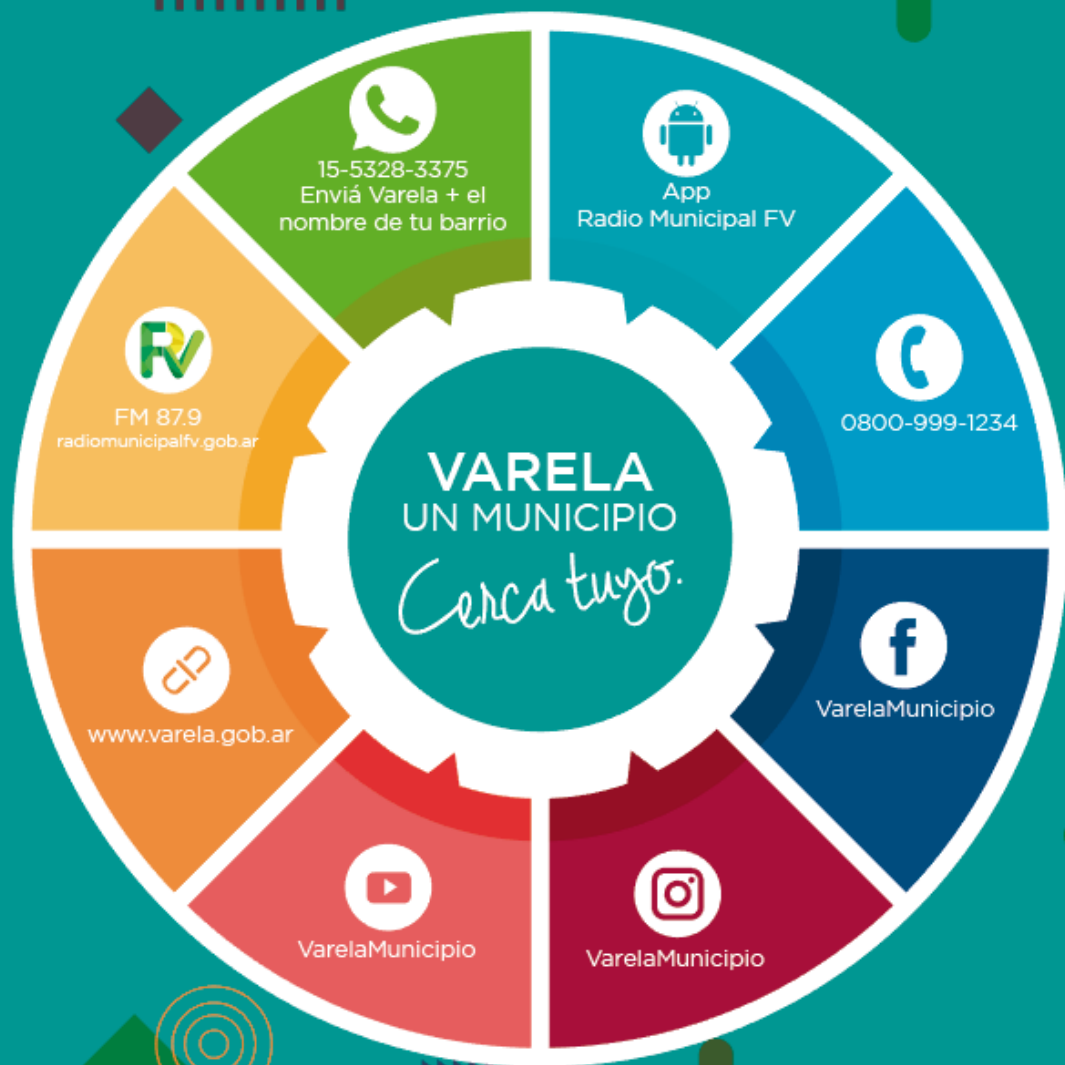 15-5328-3375
Enviá Varela + el
nombre de tu barrio
App
Radio Municipal FV
0800-999-1234
VarelaMunicipio
VarelaMunicipio
VarelaMunicipio
www.varela.gob.ar
FM 87.9
radiomunicipalfv.gob.ar
VARELA
UN MUNICIPIO
Cerca tuyo.